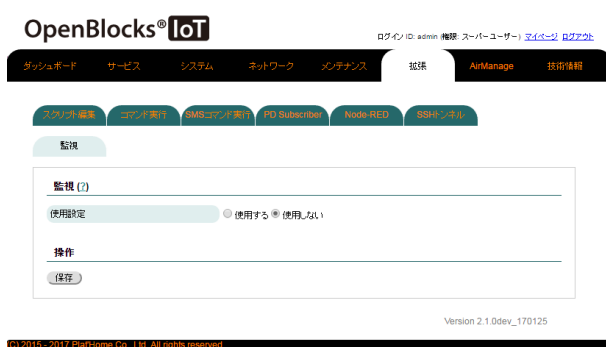 OpenBlocks® IoT
ログイン ID: admin (権限: スーパーユーザー) マイページ ログアウト
ダッシュボード サービス システム ネットワーク メンテナンス 拡張 AirManage 技術情報
スクリプト編集 コマンド実行 SMSコマンド実行 PD Subscriber Node-RED SSHトンネル
監視
監視 (?)
使用設定 使用する 使用しない
操作
保存
Version 2.1.0dev_170125
(C) 2015 - 2017 Plat'Home Co., Ltd. All rights reserved.